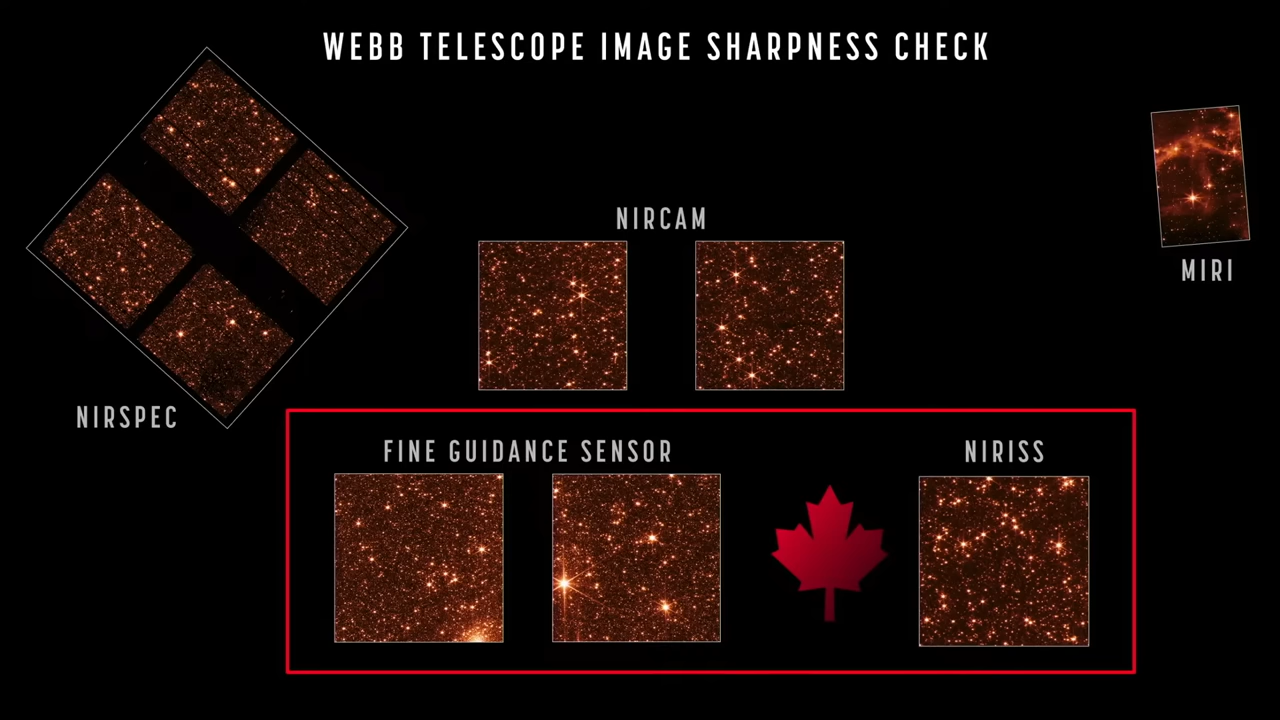 WEBB TELESCOPE IMAGE SHARPNESS CHECK
NIRCAM
MIRI
NIRSPEC
FINE GUIDANCE SENSOR
NIRISS